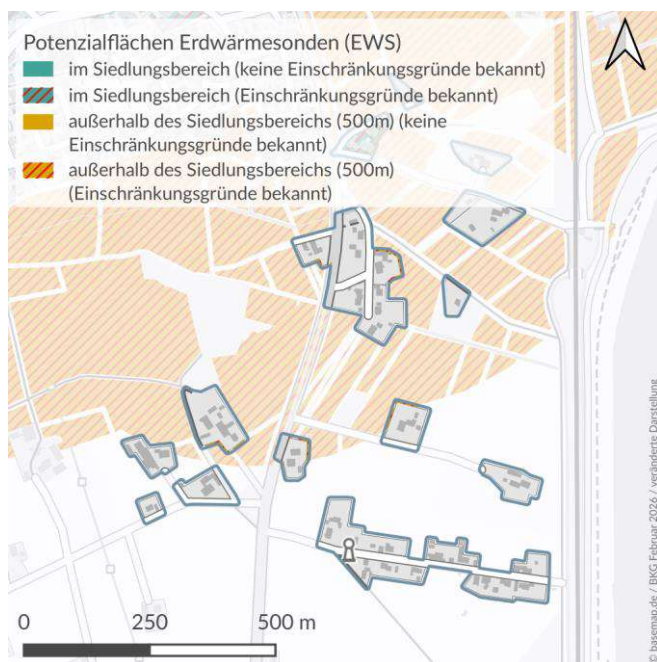 Potenzialflächen Erdwärmesonden (EWS)
im Siedlungsbereich (keine Einschränkungsgründe bekannt)
im Siedlungsbereich (Einschränkungsgründe bekannt)
außerhalb des Siedlungsbereichs (500m) (keine
Einschränkungsgründe bekannt)
außerhalb des Siedlungsbereichs (500m)
(Einschränkungsgründe bekannt)
0 250 500 m
© basemap.de / BKG Februar 2026 / veränderte Darstellung